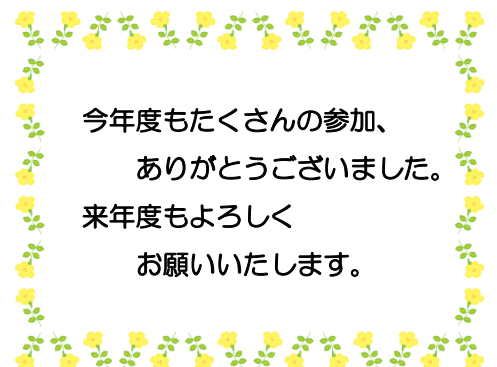 今年度もたくさんの参加、
ありがとうございました。
来年度もよろしく
お願いいたします。